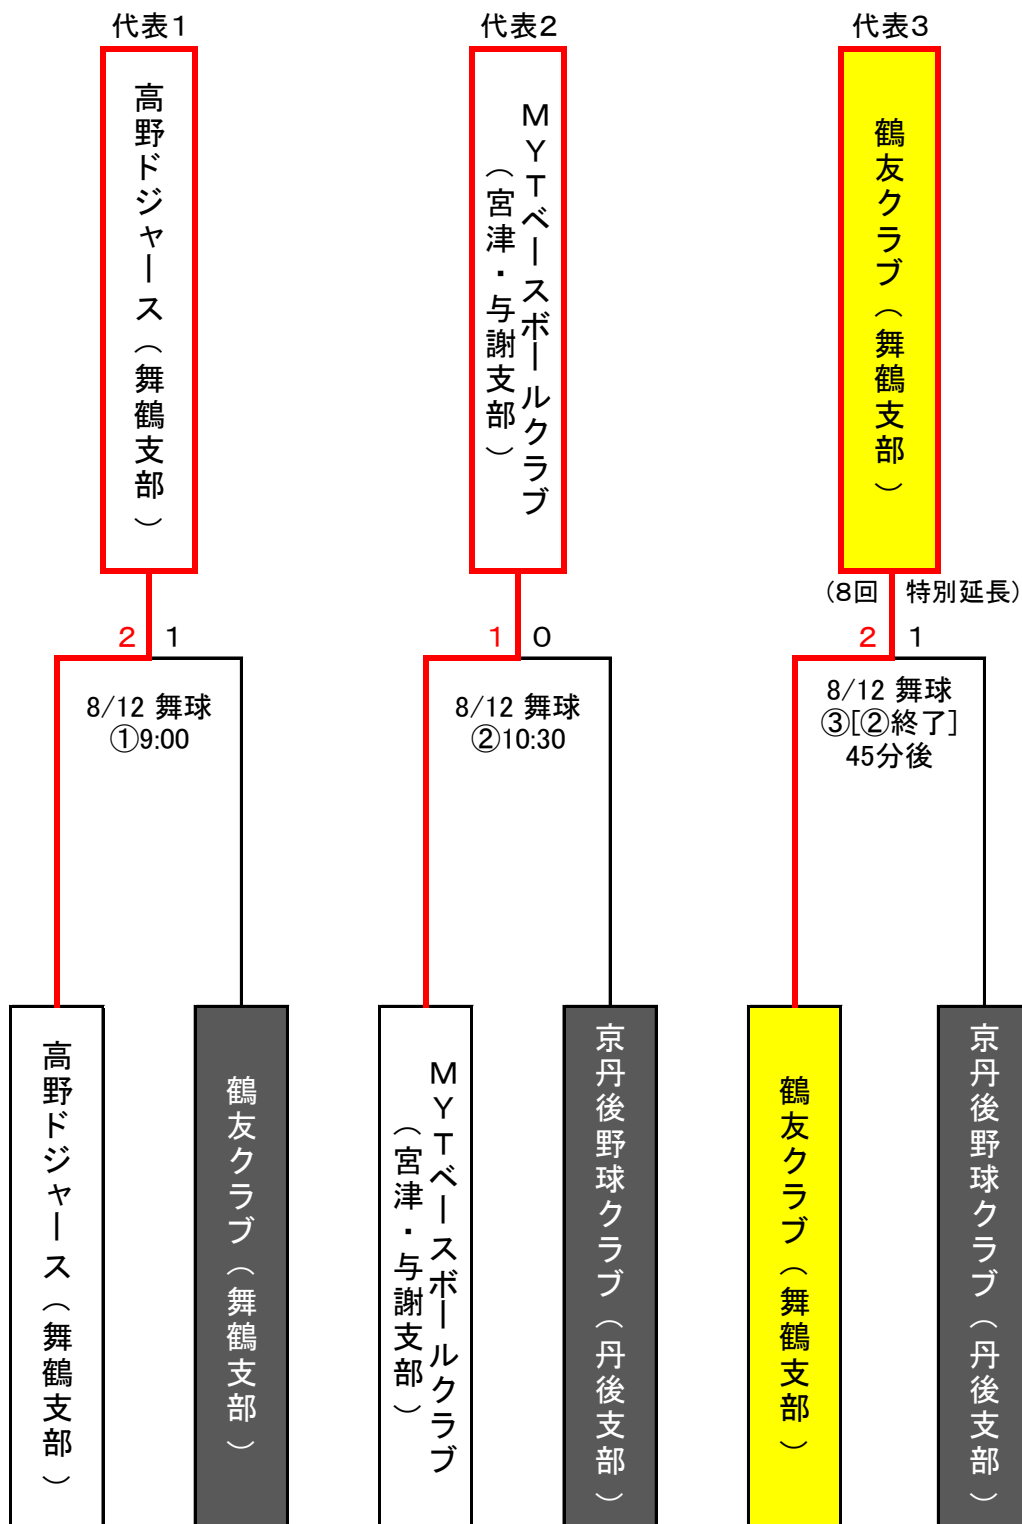 代表１
代表２
代表３
高野ドジャース（舞鶴支部）
ＭＹＴベースボールクラブ
（宮津・与謝支部）
鶴友クラブ（舞鶴支部）
(8回 特別延長)
2 1
1 0
2 1
8/12 舞球
①9:00
8/12 舞球
②10:30
8/12 舞球
③[②終了]
45分後
高野ドジャース（舞鶴支部）
鶴友クラブ（舞鶴支部）
ＭＹＴベースボールクラブ
（宮津・与謝支部）
京丹後野球クラブ（丹後支部）
鶴友クラブ（舞鶴支部）
京丹後野球クラブ（丹後支部）